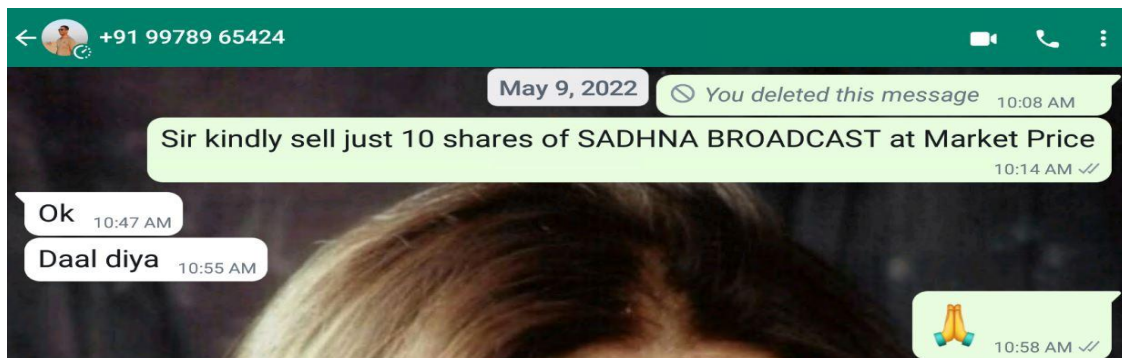 +91 99789 65424
May 9, 2022
You deleted this message 10:08 AM
Sir kindly sell just 10 shares of SADHNA BROADCAST at Market Price
10:14 AM
Ok 10:47 AM
Daal diya 10:55 AM
🙏
10:58 AM